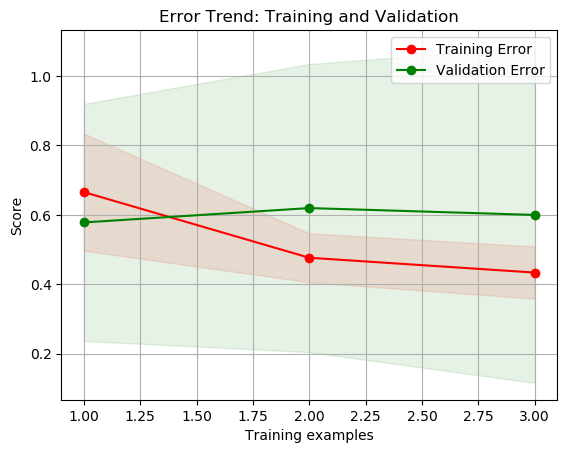 Error Trend: Training and Validation
Training Error
Validation Error
Score
1.0
0.8
0.6
0.4
0.2
1.00 1.25 1.50 1.75 2.00 2.25 2.50 2.75 3.00
Training examples